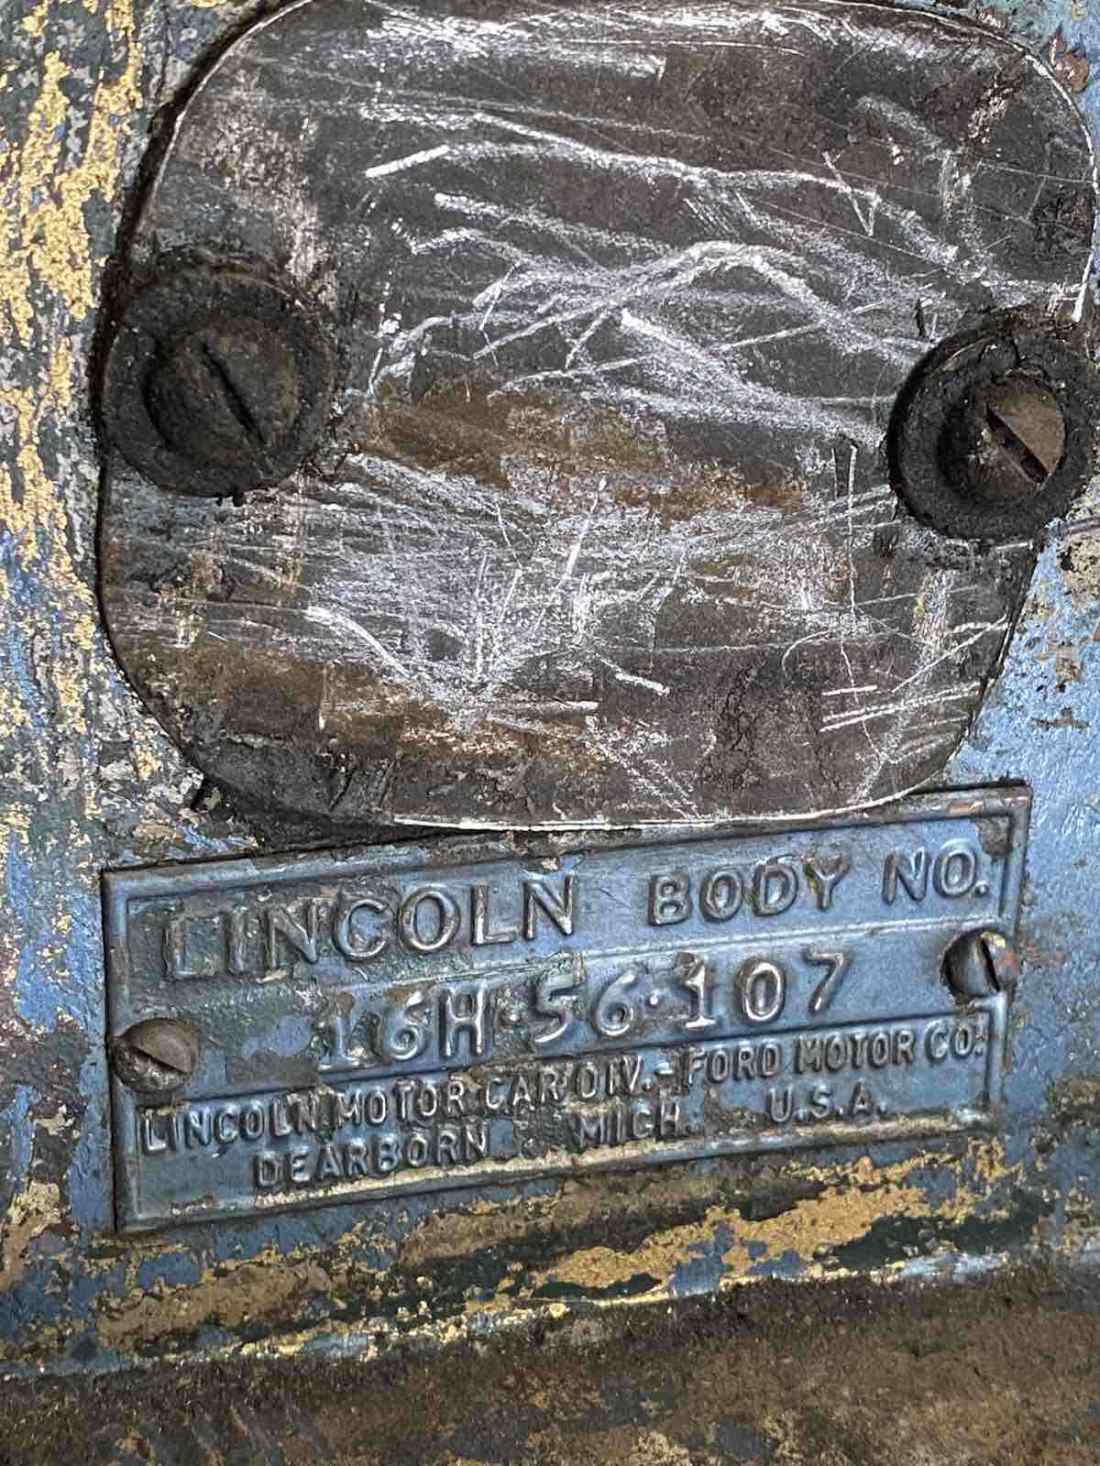 LINCOLN BODY NO.
16H·56·107
LINCOLN MOTOR CAR DIV.-FORD MOTOR CO.
DEARBORN MICH. U.S.A.